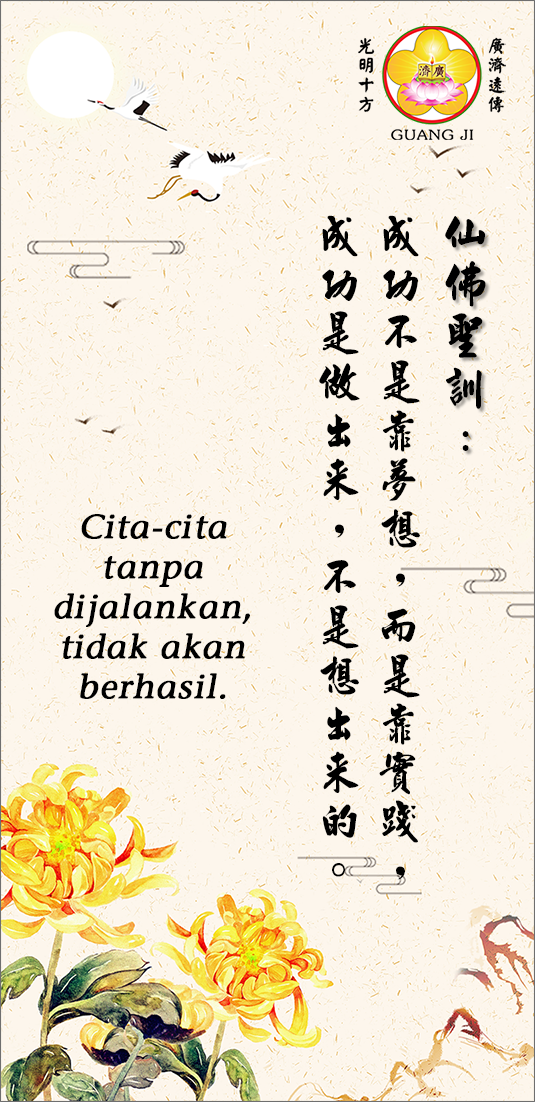 廣濟遠傳
光明十方
廣濟
GUANG JI
仙佛聖訓：
成功不是靠夢想，而是靠實踐，
成功是做出来，不是想出来的。
Cita-cita
tanpa
dijalankan,
tidak akan
berhasil.